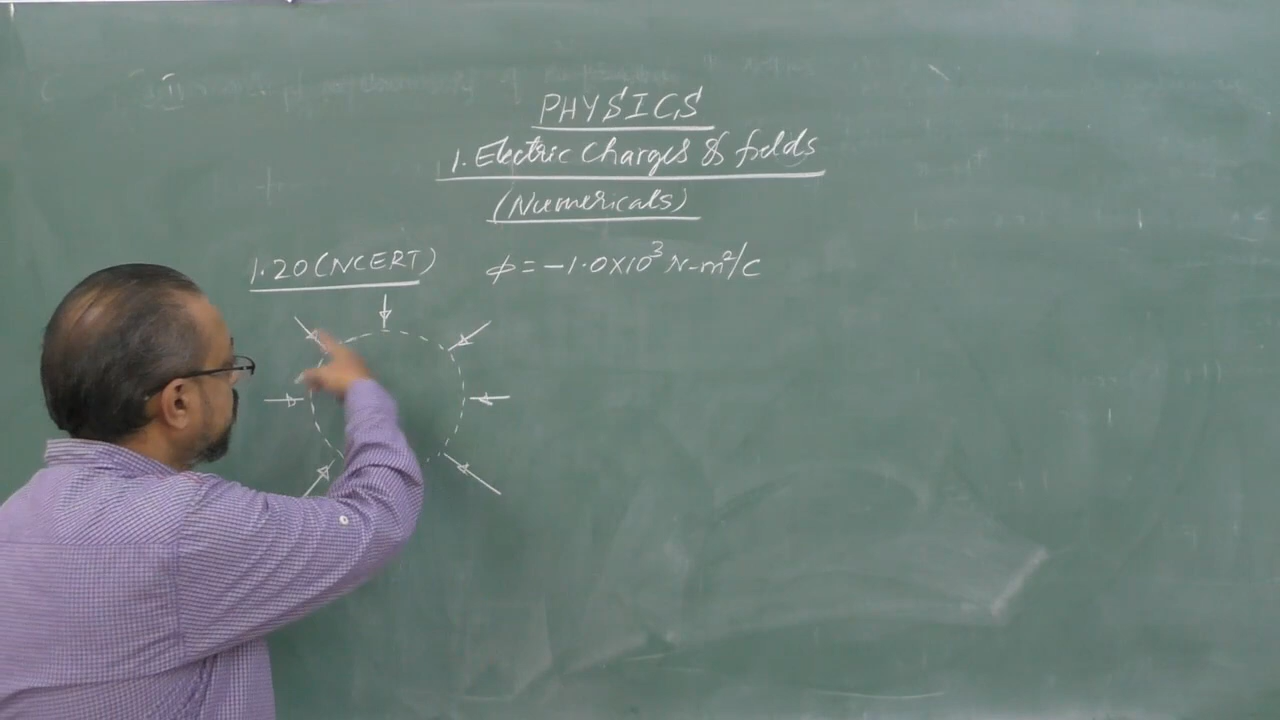 PHYSICS
1. Electric Charges & fields
(Numericals)
1.20 (NCERT) ϕ = -1.0×10³ N-m²/C